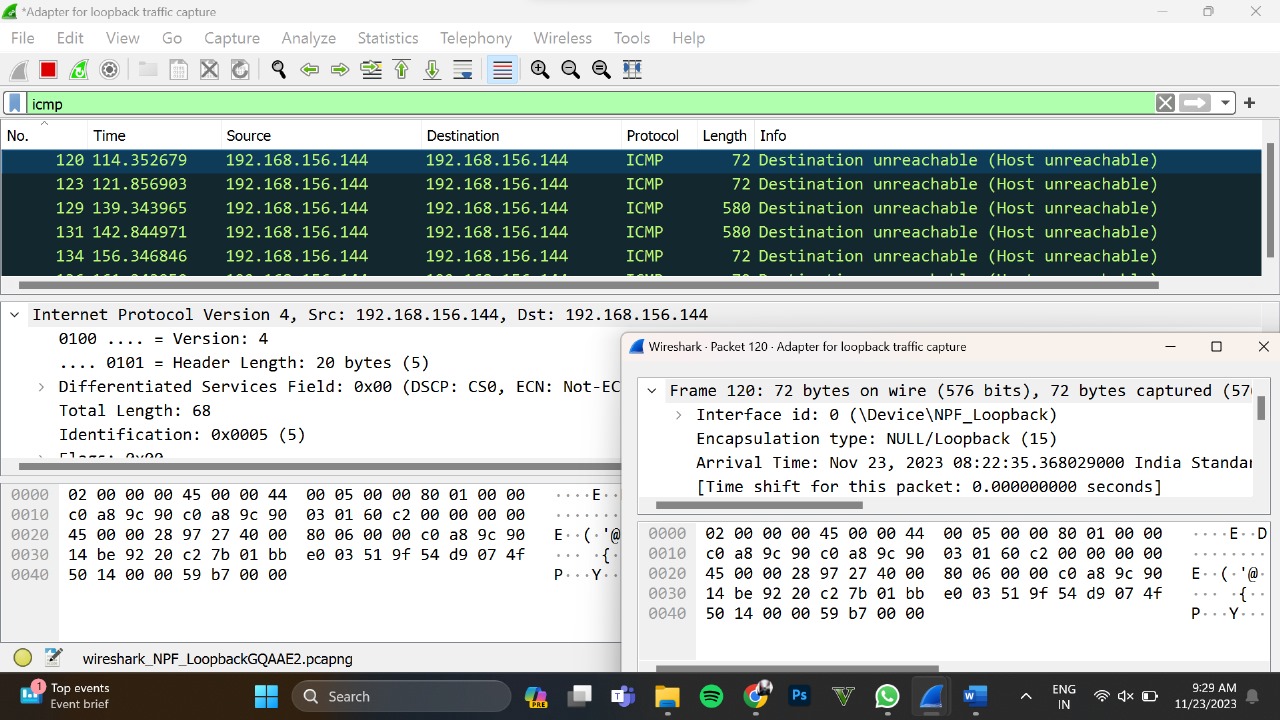 *Adapter for loopback traffic capture
File Edit View Go Capture Analyze Statistics Telephony Wireless Tools Help
icmp
No. Time Source Destination Protocol Length Info
120 114.352679 192.168.156.144 192.168.156.144 ICMP 72 Destination unreachable (Host unreachable)
123 121.856903 192.168.156.144 192.168.156.144 ICMP 72 Destination unreachable (Host unreachable)
129 139.343965 192.168.156.144 192.168.156.144 ICMP 580 Destination unreachable (Host unreachable)
131 142.844971 192.168.156.144 192.168.156.144 ICMP 580 Destination unreachable (Host unreachable)
134 156.346846 192.168.156.144 192.168.156.144 ICMP 72 Destination unreachable (Host unreachable)
Internet Protocol Version 4, Src: 192.168.156.144, Dst: 192.168.156.144
0100 .... = Version: 4
.... 0101 = Header Length: 20 bytes (5)
Differentiated Services Field: 0x00 (DSCP: CS0, ECN: Not-EC
Total Length: 68
Identification: 0x0005 (5)
0000 02 00 00 00 45 00 00 44 00 05 00 00 80 01 00 00 ····E··
0010 c0 a8 9c 90 c0 a8 9c 90 03 01 60 c2 00 00 00 00 ·······
0020 45 00 00 28 97 27 40 00 80 06 00 00 c0 a8 9c 90 E··(·'@
0030 14 be 92 20 c2 7b 01 bb e0 03 51 9f 54 d9 07 4f ··· ·{·
0040 50 14 00 00 59 b7 00 00 P···Y··
wireshark_NPF_LoopbackGQAAE2.pcapng
Wireshark · Packet 120 · Adapter for loopback traffic capture
Frame 120: 72 bytes on wire (576 bits), 72 bytes captured (57
Interface id: 0 (\Device\NPF_Loopback)
Encapsulation type: NULL/Loopback (15)
Arrival Time: Nov 23, 2023 08:22:35.368029000 India Standar
[Time shift for this packet: 0.000000000 seconds]
0000 02 00 00 00 45 00 00 44 00 05 00 00 80 01 00 00 ····E··D
0010 c0 a8 9c 90 c0 a8 9c 90 03 01 60 c2 00 00 00 00 ········
0020 45 00 00 28 97 27 40 00 80 06 00 00 c0 a8 9c 90 E··(·'@·
0030 14 be 92 20 c2 7b 01 bb e0 03 51 9f 54 d9 07 4f ··· ·{··
0040 50 14 00 00 59 b7 00 00 P···Y···
1
Top events
Event brief
Search
PRE
Ps
W
ENG
IN
9:29 AM
11/23/2023